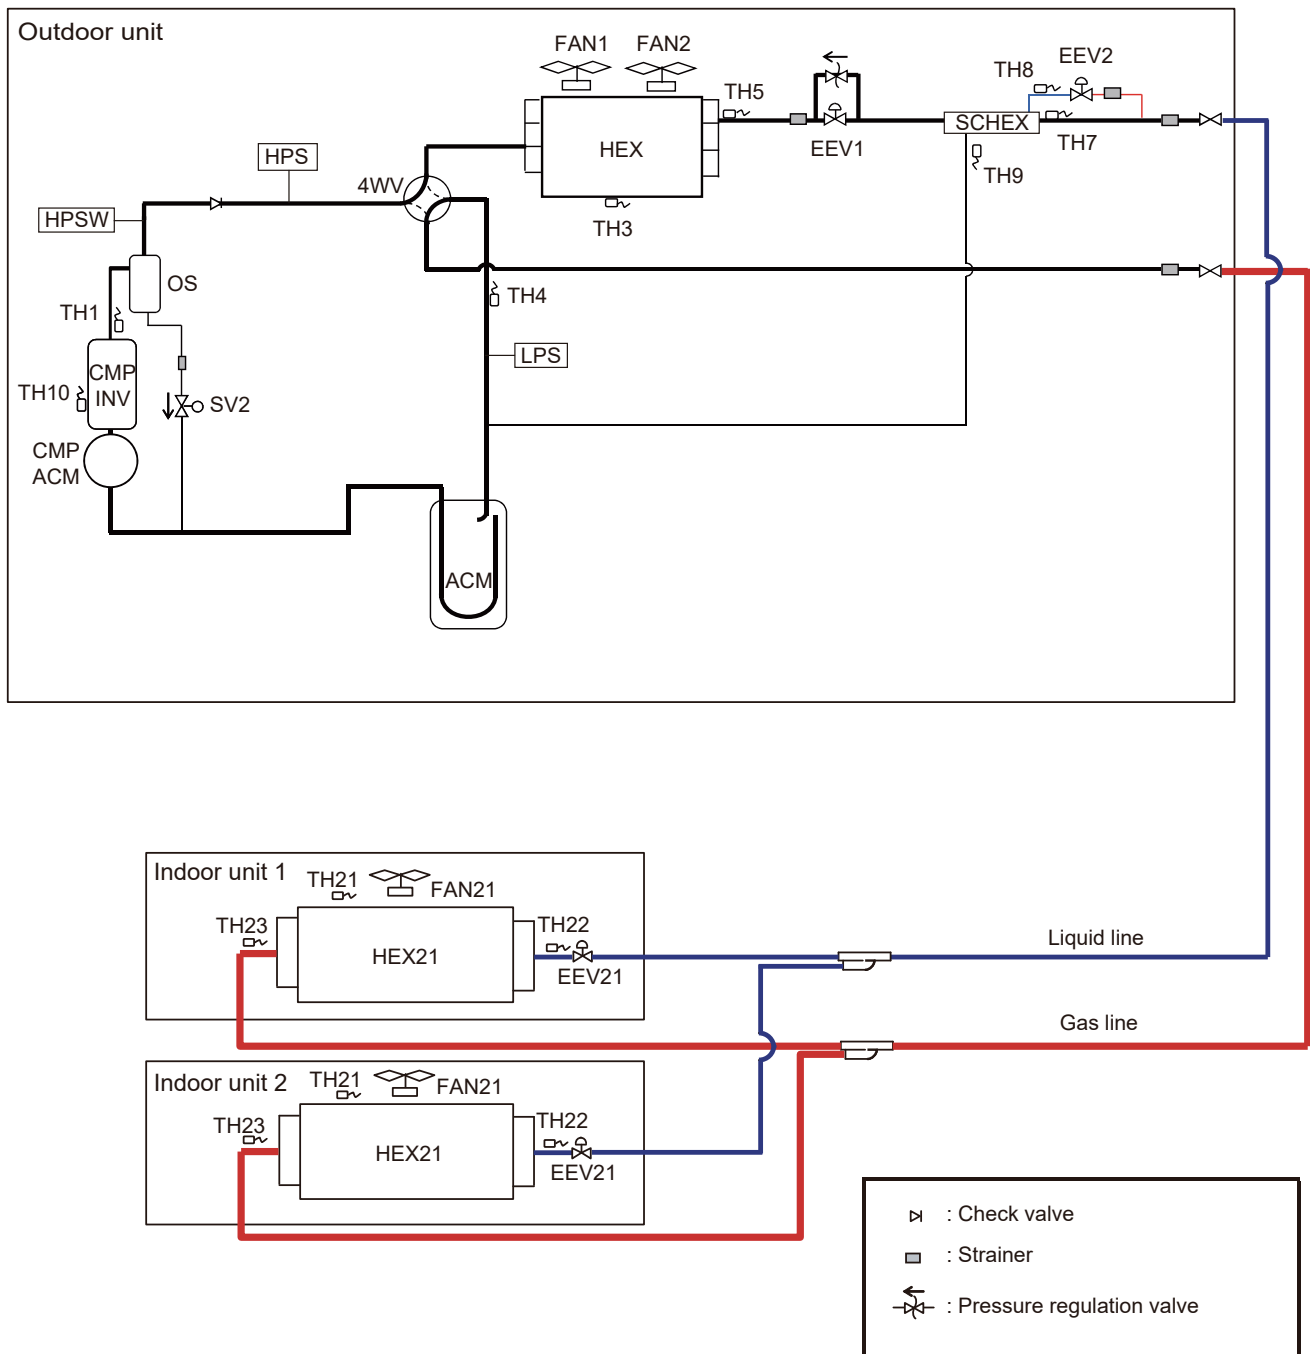 Outdoor unit
FAN1
FAN2
TH5
TH8
EEV2
HEX
EEV1
SCHEX
TH7
TH9
HPS
4WV
TH3
HPSW
OS
TH4
TH1
LPS
CMP
INV
TH10
SV2
CMP
ACM
ACM
Indoor unit 1
TH21
FAN21
TH23
TH22
HEX21
EEV21
Liquid line
Gas line
Indoor unit 2
TH21
FAN21
TH23
TH22
HEX21
EEV21
: Check valve
: Strainer
: Pressure regulation valve